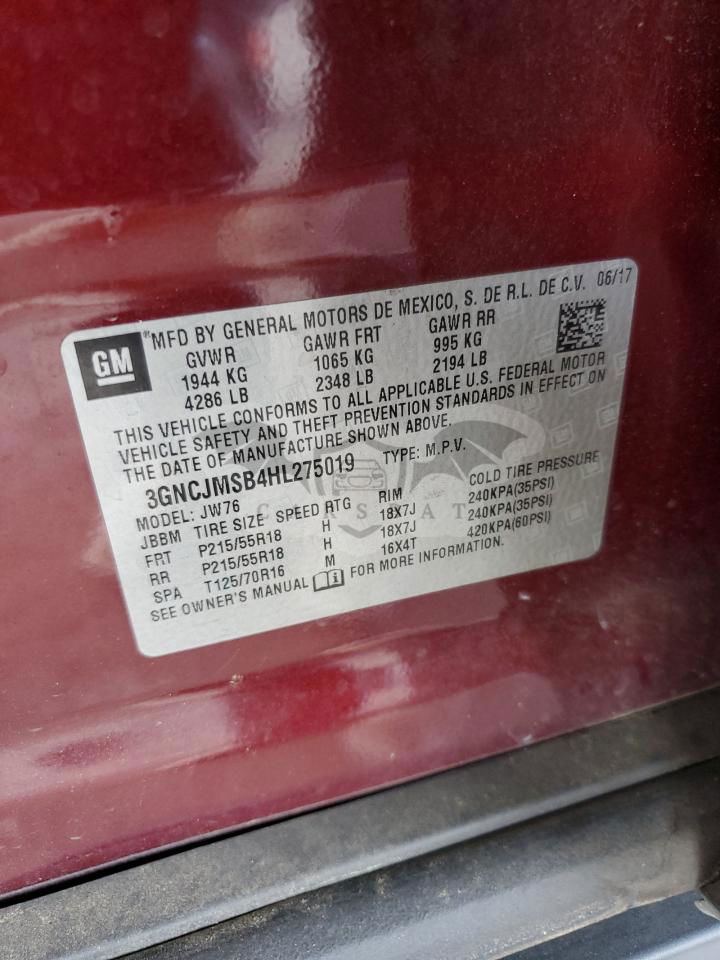 GM
®MFD BY GENERAL MOTORS DE MEXICO, S. DE R.L. DE C.V. 06/17
GVWR GAWR FRT GAWR RR
1944 KG 1065 KG 995 KG
4286 LB 2348 LB 2194 LB
THIS VEHICLE CONFORMS TO ALL APPLICABLE U.S. FEDERAL MOTOR
VEHICLE SAFETY AND THEFT PREVENTION STANDARDS IN EFFECT ON
THE DATE OF MANUFACTURE SHOWN ABOVE.
3GNCJMSB4HL275019 TYPE: M.P.V.
MODEL: JW76
JBBM TIRE SIZE SPEED RTG RIM COLD TIRE PRESSURE
FRT P215/55R18 H 18X7J 240KPA(35PSI)
RR P215/55R18 H 18X7J 240KPA(35PSI)
SPA T125/70R16 M 16X4T 420KPA(60PSI)
SEE OWNER'S MANUAL FOR MORE INFORMATION.